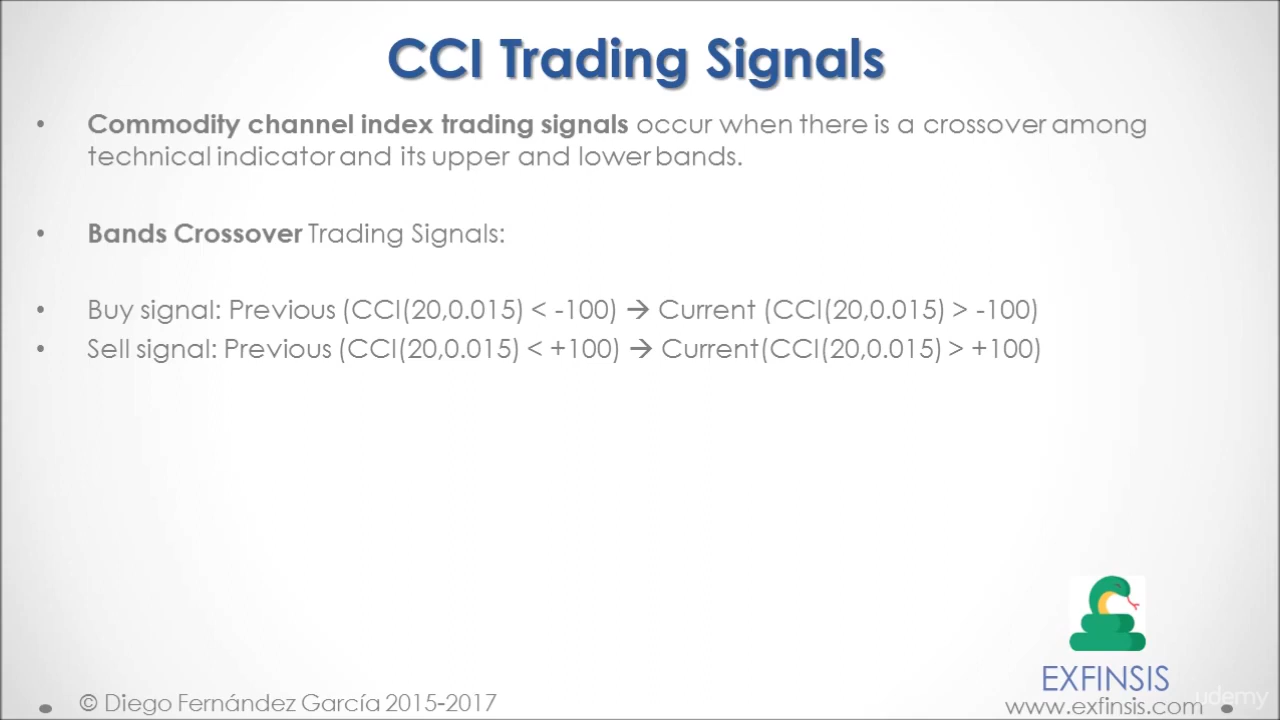 CCI Trading Signals
• Commodity channel index trading signals occur when there is a crossover among
technical indicator and its upper and lower bands.
• Bands Crossover Trading Signals:
• Buy signal: Previous (CCI(20,0.015) < -100) → Current (CCI(20,0.015) > -100)
• Sell signal: Previous (CCI(20,0.015) < +100) → Current(CCI(20,0.015) > +100)
EXFINSIS
© Diego Fernández García 2015-2017
www.exfinsis.com
udemy